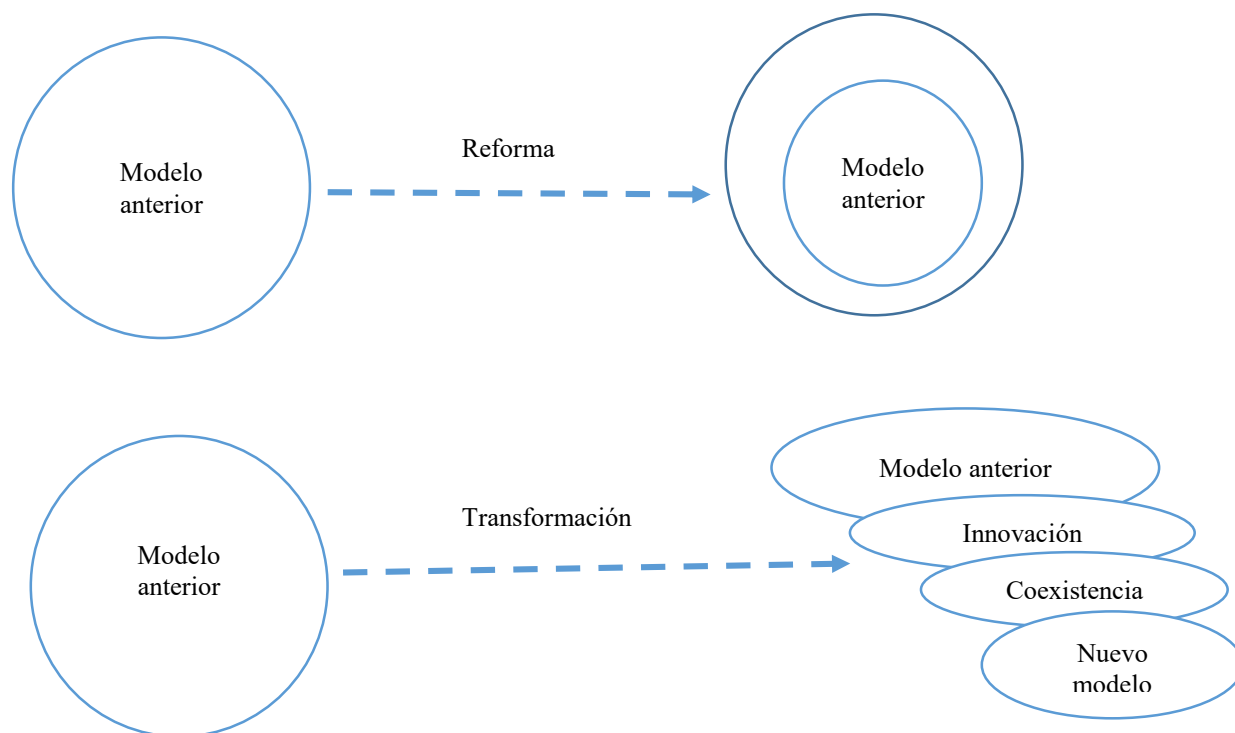 Modelo
anterior
Reforma
Modelo
anterior
Modelo
anterior
Transformación
Modelo anterior
Innovación
Coexistencia
Nuevo
modelo